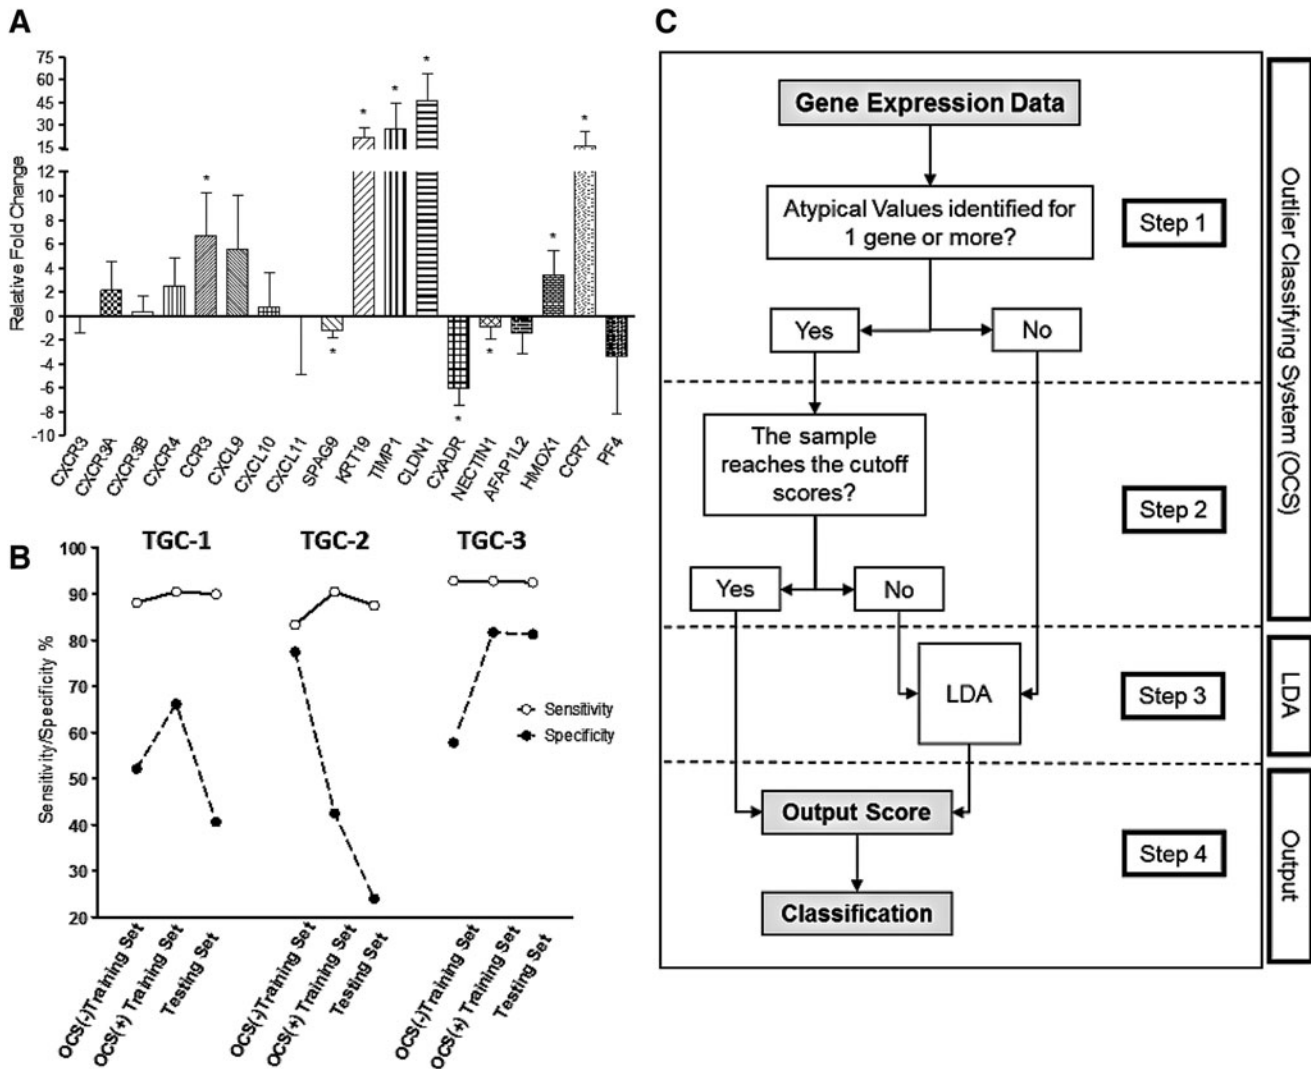 A
75
60
45
30
15
12
10
8
6
4
2
0
-2
-4
-6
-8
-10
Relative Fold Change
* * * * * * * * *
CXCR3
CXCR3A
CXCR3B
CXCR4
CCR3
CXCL9
CXCL10
CXCL11
SPAG9
KRT19
TIMP1
CLDN1
CXADR
NECTIN1
AFAP1L2
HMOX1
CCR7
PF4
B
TGC-1
TGC-2
TGC-3
100
90
80
70
60
50
40
30
20
Sensitivity/Specificity %
Sensitivity
Specificity
OCS(-)Training Set
OCS(+) Training Set
Testing Set
OCS(-)Training Set
OCS(+) Training Set
Testing Set
OCS(-)Training Set
OCS(+) Training Set
Testing Set
C
Gene Expression Data
Atypical Values identified for
1 gene or more?
Step 1
Yes
No
The sample
reaches the cutoff
scores?
Step 2
Yes
No
Outlier Classifying System (OCS)
LDA
Step 3
LDA
Output Score
Step 4
Classification
Output